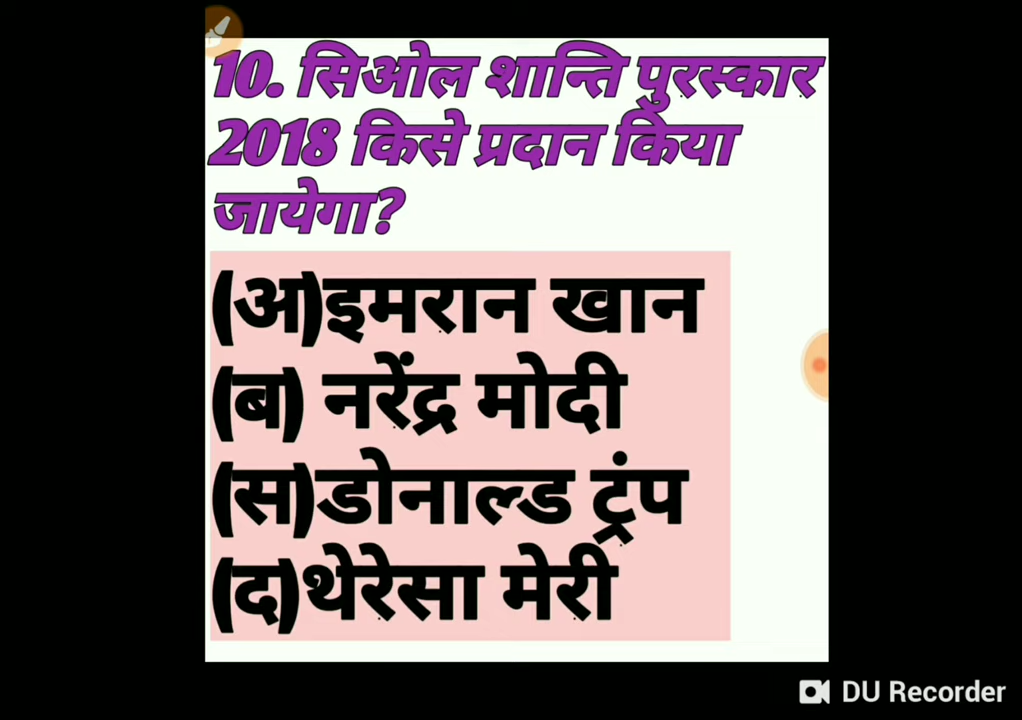 10. सिओल शान्ति पुरस्कार
2018 किसे प्रदान किया
जायेगा?
(अ)इमरान खान
(ब) नरेंद्र मोदी
(स)डोनाल्ड ट्रंप
(द)थेरेसा मेरी
DU Recorder